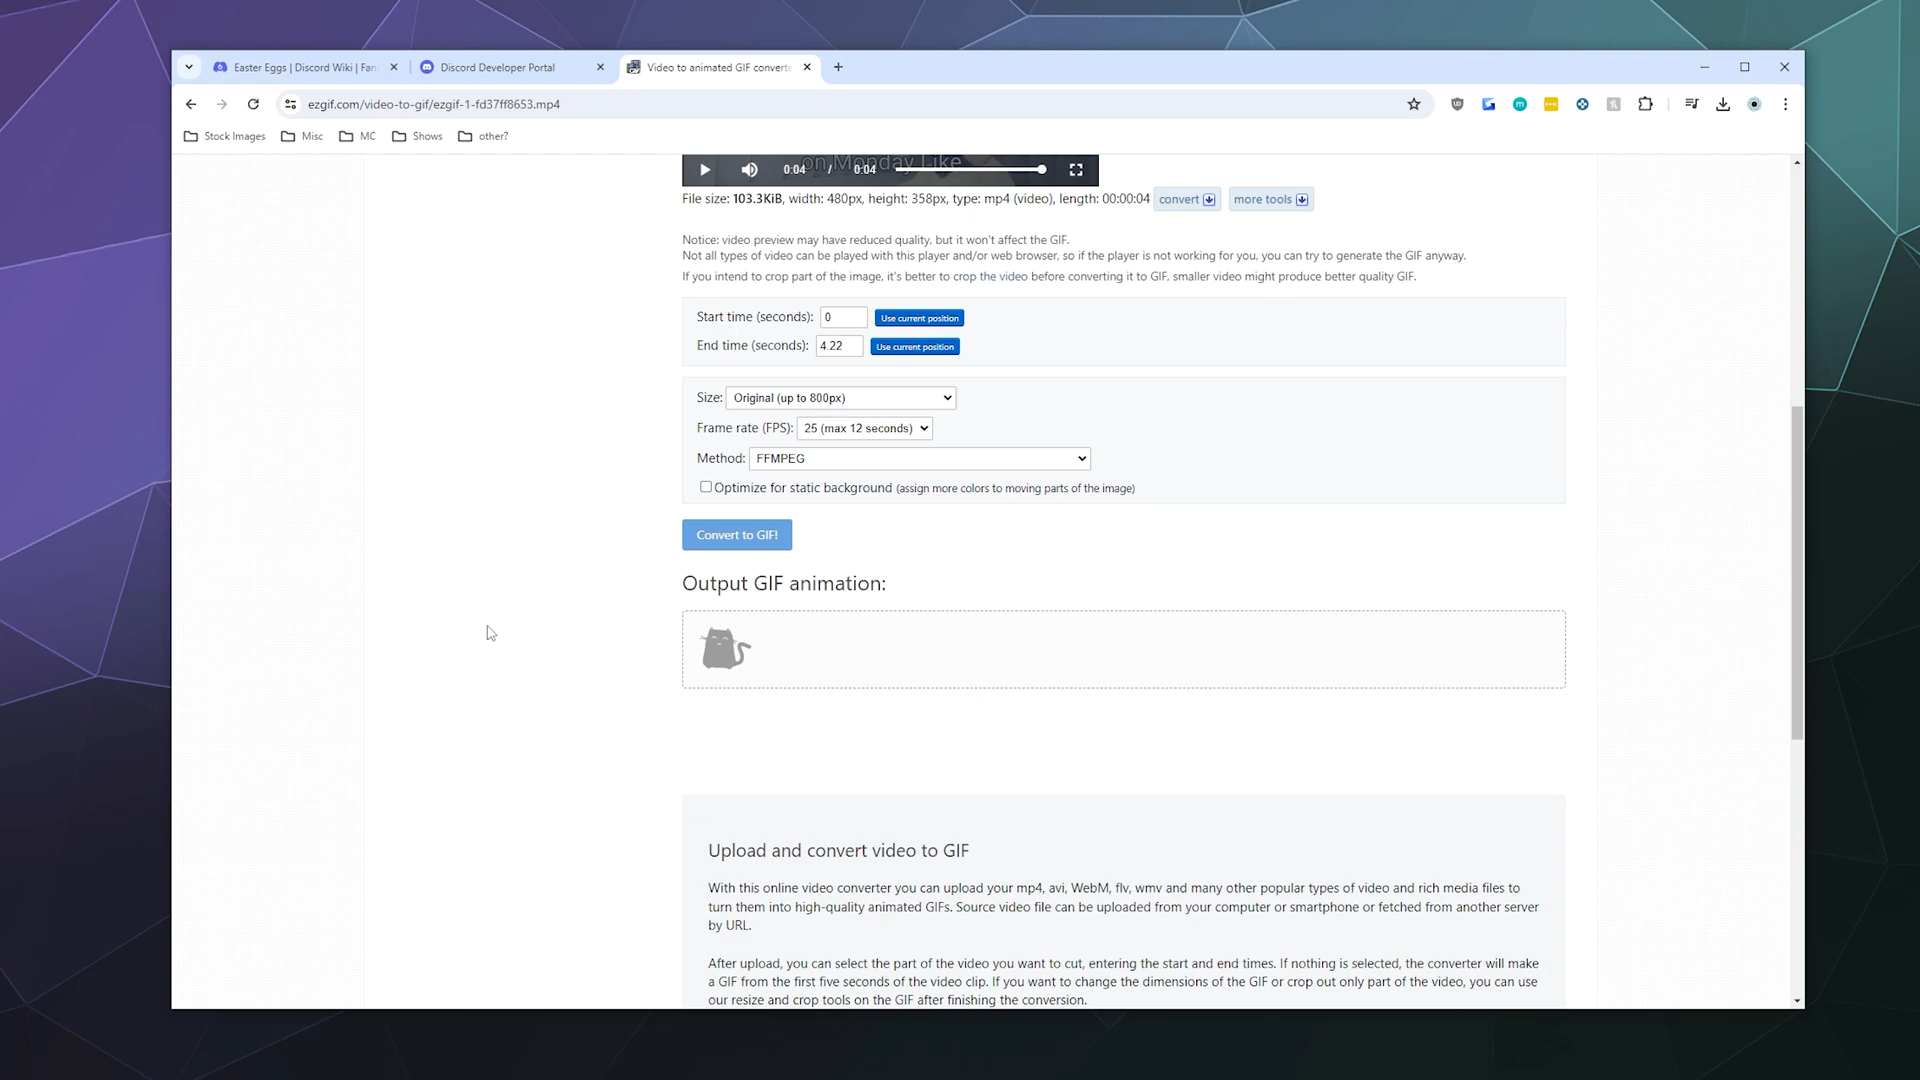 Easter Eggs | Discord Wiki | Fan
Discord Developer Portal
Video to animated GIF converte
ezgif.com/video-to-gif/ezgif-1-fd37ff8653.mp4
Stock Images
Misc
MC
Shows
other?
on Monday Like
0:04 / 0:04
File size: 103.3KiB, width: 480px, height: 358px, type: mp4 (video), length: 00:00:04 convert more tools
Notice: video preview may have reduced quality, but it won't affect the GIF.
Not all types of video can be played with this player and/or web browser, so if the player is not working for you, you can try to generate the GIF anyway.
If you intend to crop part of the image, it's better to crop the video before converting it to GIF, smaller video might produce better quality GIF.
Start time (seconds): 0 Use current position
End time (seconds): 4.22 Use current position
Size: Original (up to 800px)
Frame rate (FPS): 25 (max 12 seconds)
Method: FFMPEG
Optimize for static background (assign more colors to moving parts of the image)
Convert to GIF!
Output GIF animation:
Upload and convert video to GIF
With this online video converter you can upload your mp4, avi, WebM, flv, wmv and many other popular types of video and rich media files to
turn them into high-quality animated GIFs. Source video file can be uploaded from your computer or smartphone or fetched from another server
by URL.
After upload, you can select the part of the video you want to cut, entering the start and end times. If nothing is selected, the converter will make
a GIF from the first five seconds of the video clip. If you want to change the dimensions of the GIF or crop out only part of the video, you can use
our resize and crop tools on the GIF after finishing the conversion.